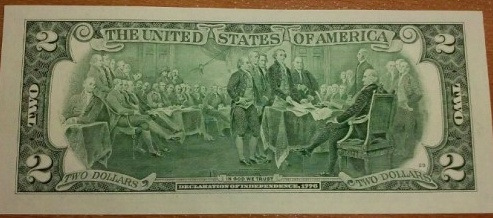 THE UNITED STATES OF AMERICA
2 2
TWO TWO
2 2
IN GOD WE TRUST
TWO DOLLARS TWO DOLLARS
DECLARATION OF INDEPENDENCE, 1776